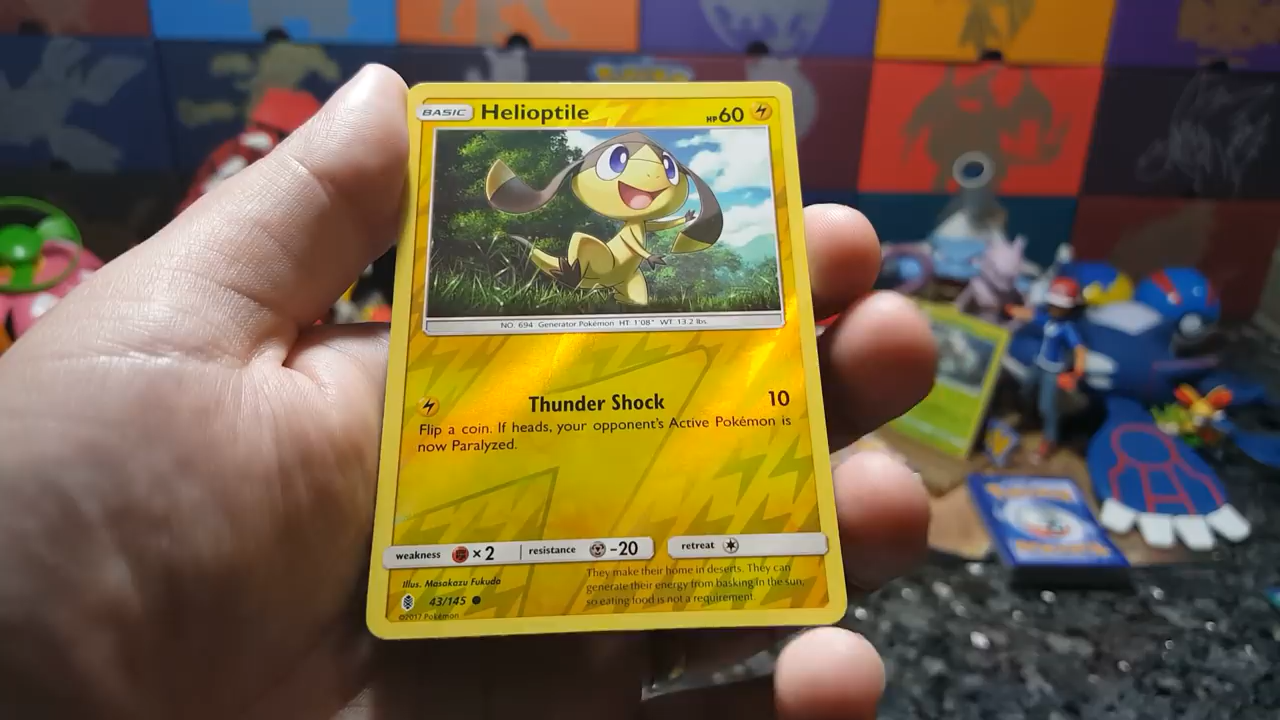 BASIC Helioptile HP60
NO. 694 Generator Pokémon HT: 1'08" WT: 13.2 lbs.
Thunder Shock 10
Flip a coin. If heads, your opponent's Active Pokémon is
now Paralyzed.
weakness ×2 resistance -20 retreat
Illus. Masakazu Fukuda
They make their home in deserts. They can
generate their energy from basking in the sun,
so eating food is not a requirement.
43/145
©2017 Pokémon